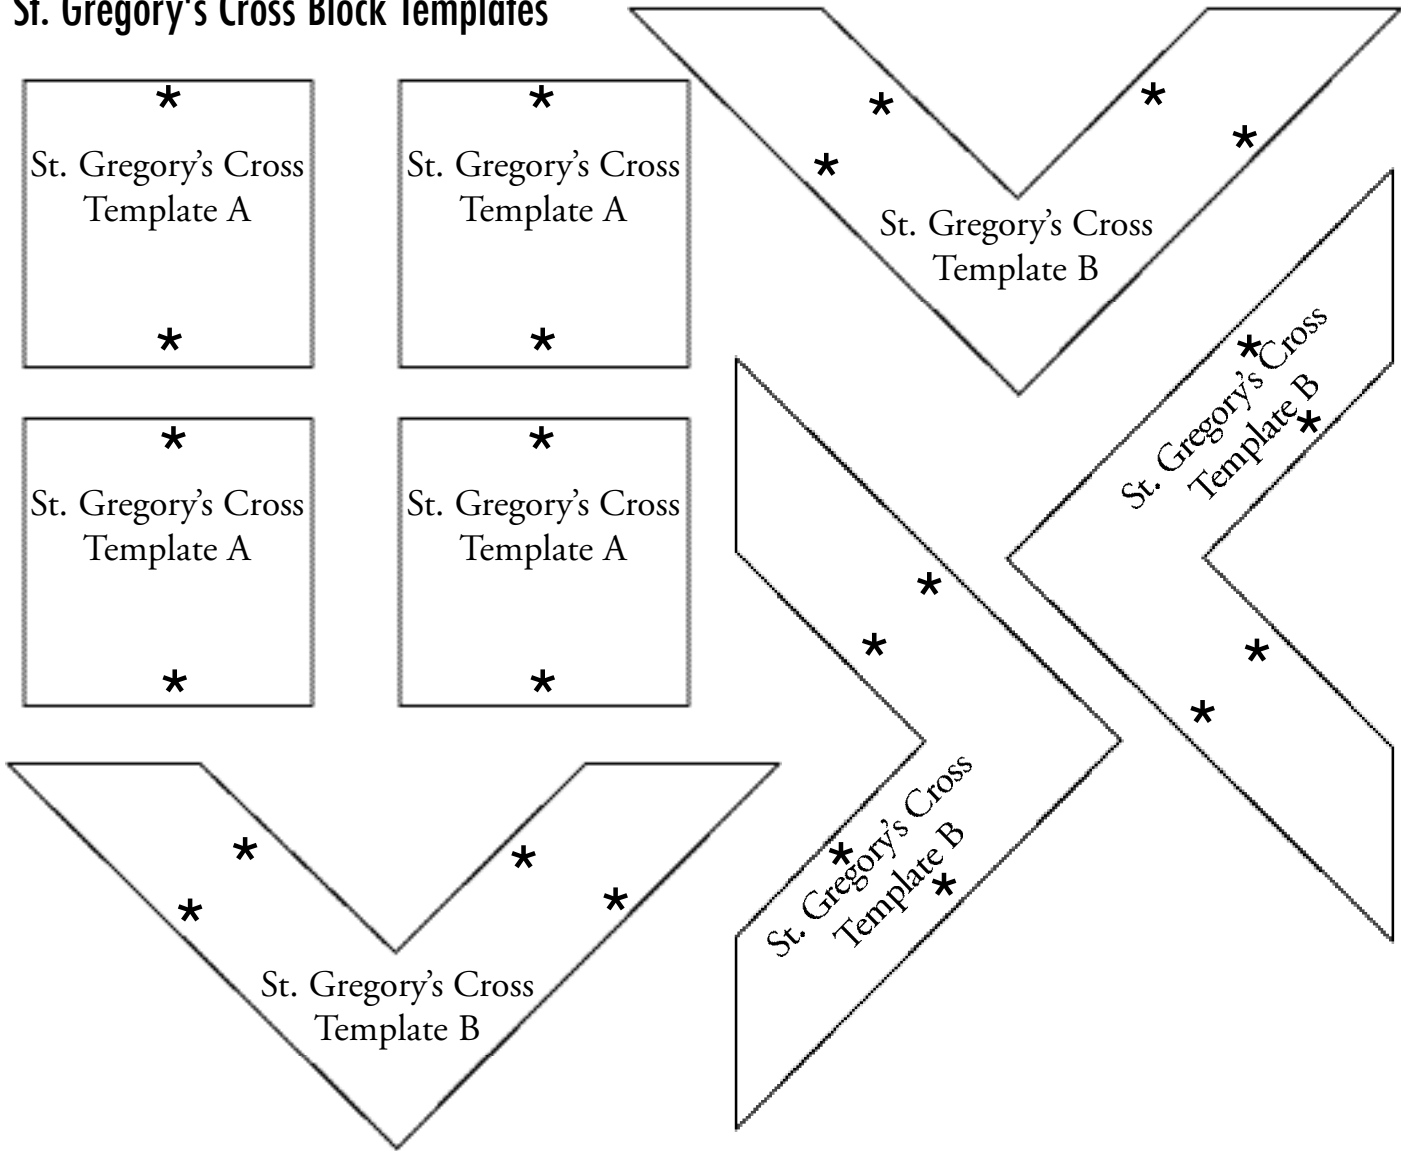 St. Gregory's Cross Block Templates
*
St. Gregory's Cross
Template A
*
*
St. Gregory's Cross
Template A
*
* *
* *
St. Gregory's Cross
Template B
*
St. Gregory's Cross
Template A
*
*
St. Gregory's Cross
Template A
*
*
St. Gregory's Cross
Template B
*
*
*
*
*
*
St. Gregory's Cross
Template B
*
* *
* *
St. Gregory's Cross
Template B